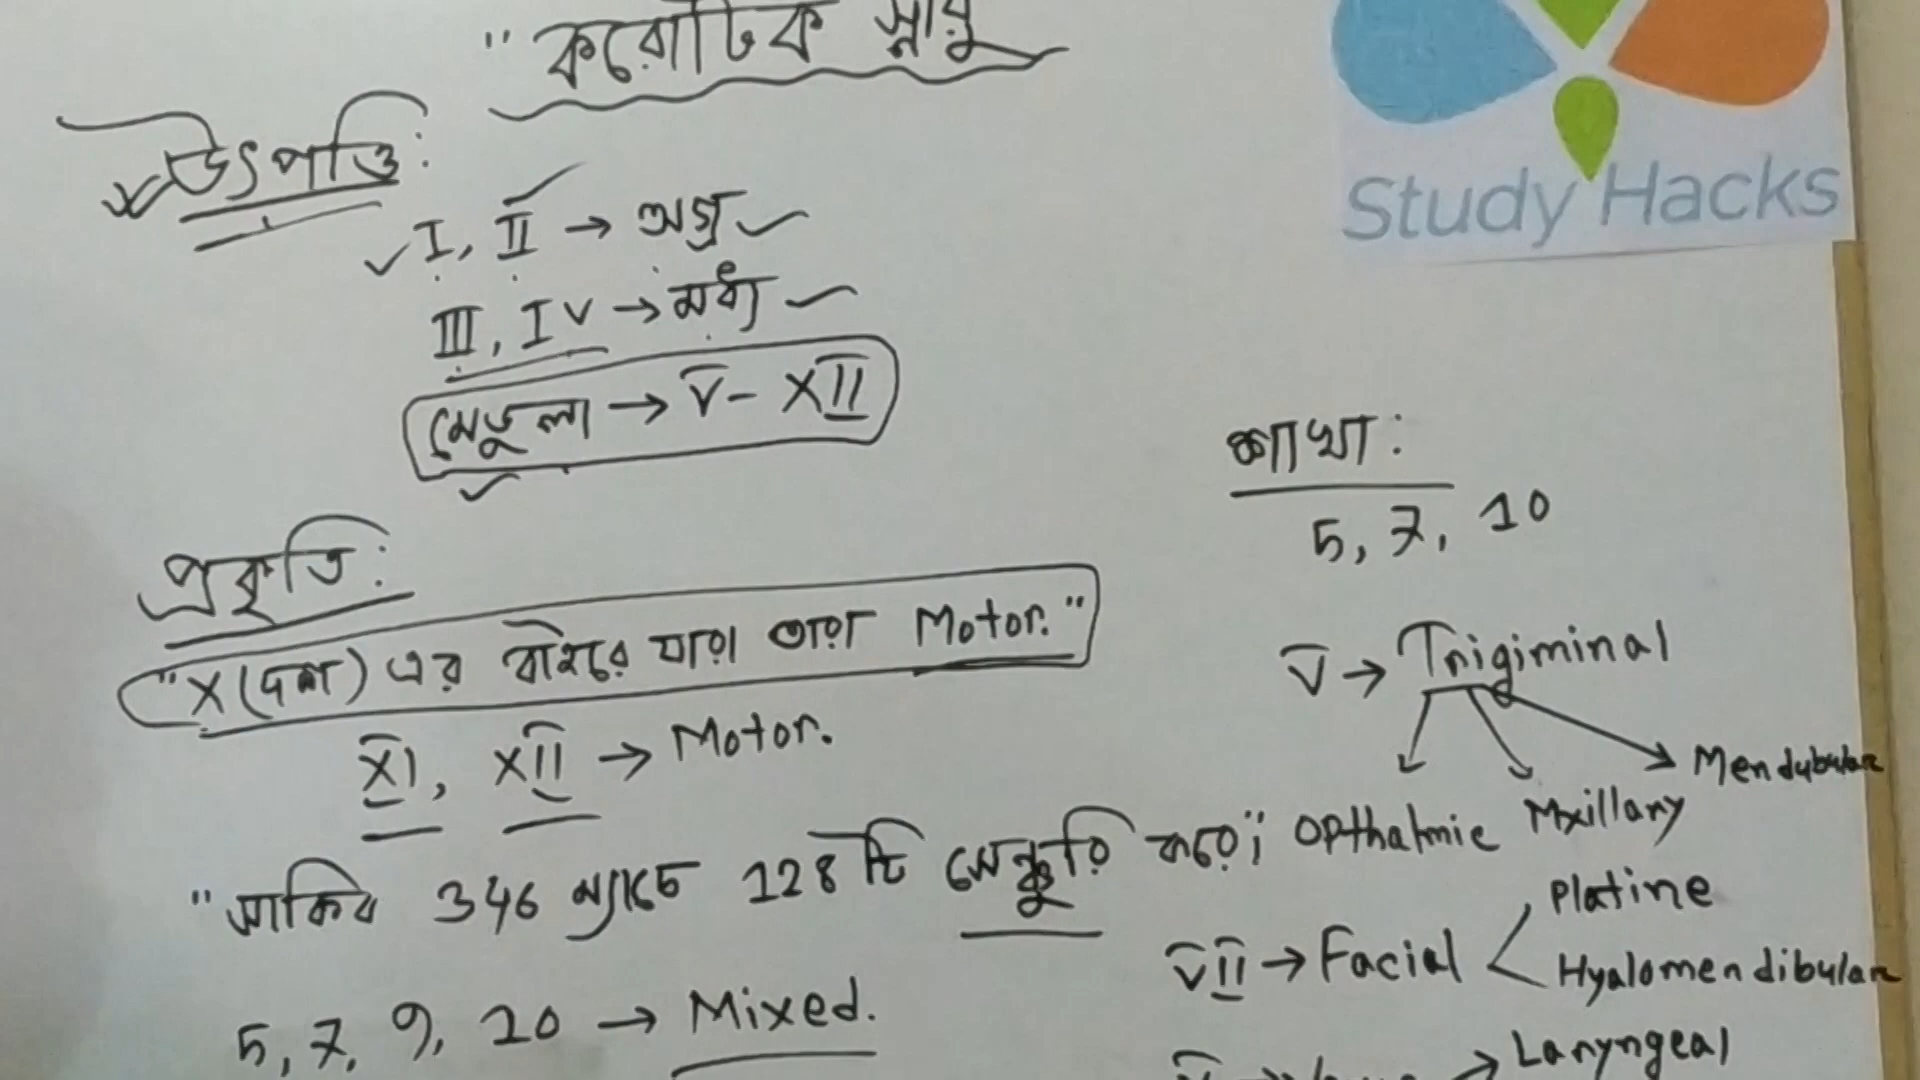 "করোটিক স্নায়ু
Study Hacks
উৎপত্তি:
I, II → অগ্র
III, IV → মধ্য
মেডুলা → V - XII
প্রকৃতি:
"X (দশ) এর বাইরে যারা তারা Motor."
XI, XII → Motor.
"সাকিব 346 ম্যাচে 128 টি সেঞ্চুরি করে"
5, 7, 9, 10 → Mixed.
শাখা:
5, 7, 10
V → Trigiminal
Opthalmic Mxillary Mendubular
VII → Facial < Platine
Hyalomendibular
Laryngeal